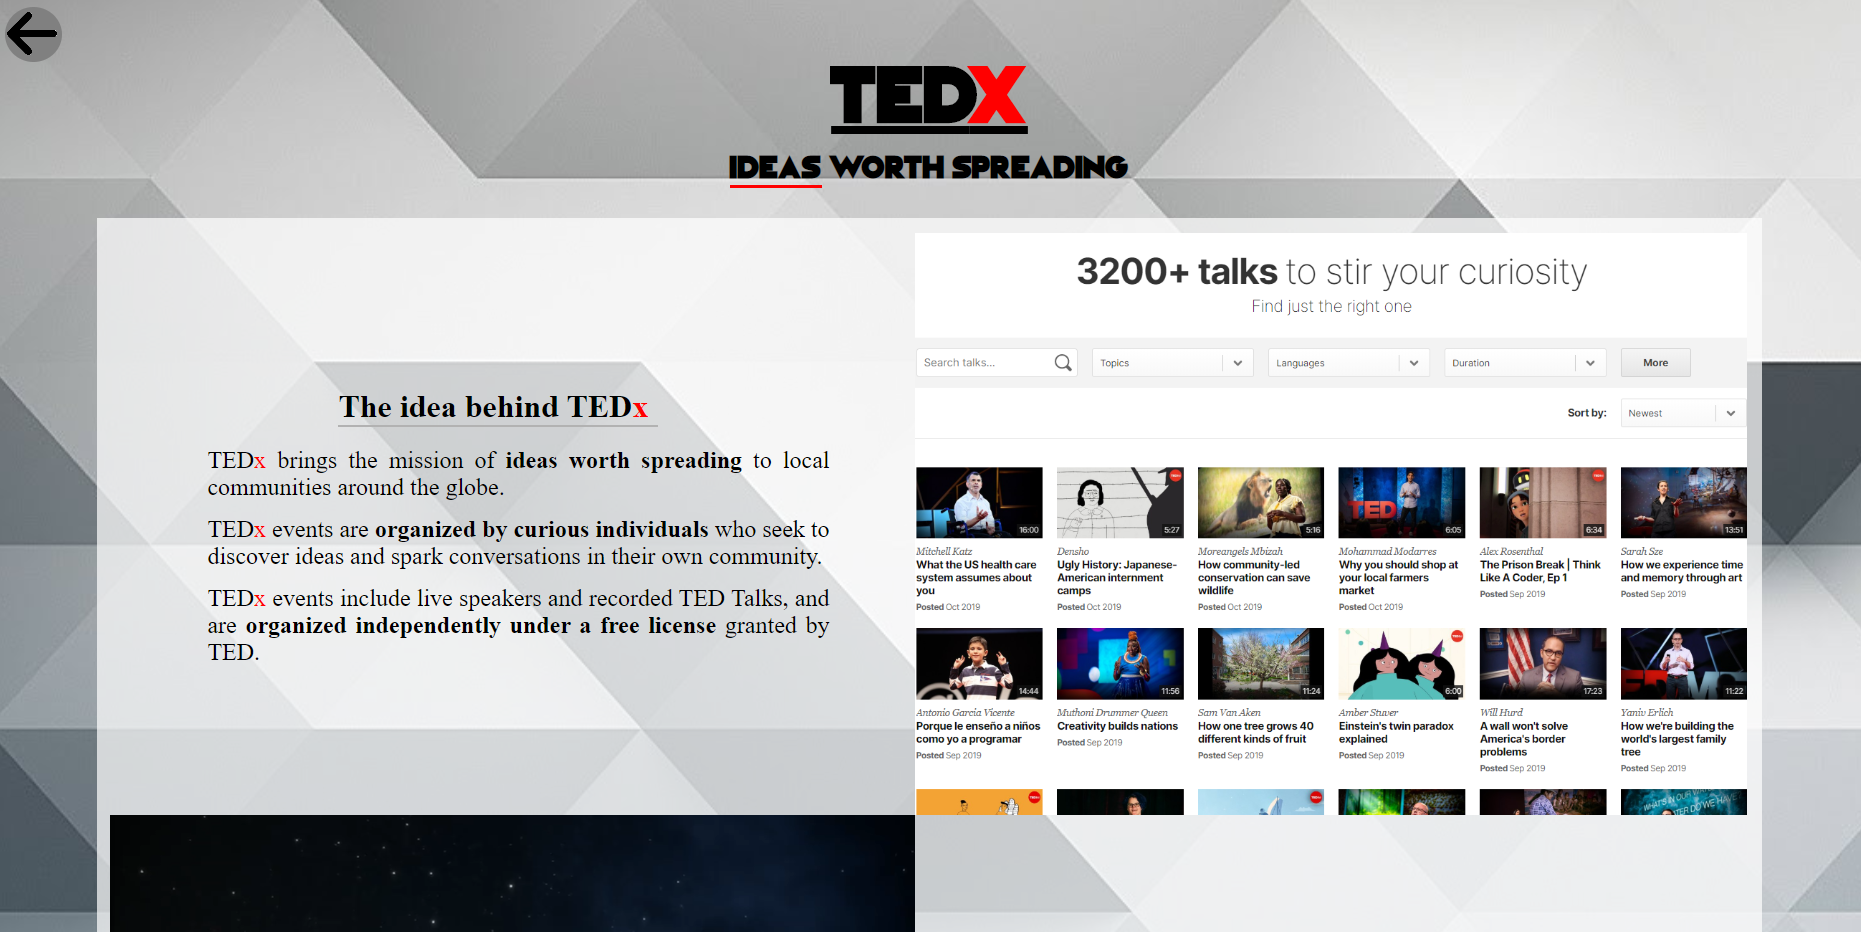 TEDX
IDEAS WORTH SPREADING
The idea behind TEDx
TEDx brings the mission of ideas worth spreading to local
communities around the globe.
TEDx events are organized by curious individuals who seek to
discover ideas and spark conversations in their own community.
TEDx events include live speakers and recorded TED Talks, and
are organized independently under a free license granted by
TED.
3200+ talks to stir your curiosity
Find just the right one
Search talks...
Topics
Languages
Duration
More
Sort by:
Newest
16:00
Mitchell Katz
What the US health care
system assumes about
you
Posted Oct 2019
5:27
Densho
Ugly History: Japanese-
American internment
camps
Posted Oct 2019
5:16
Moreangels Mbizah
How community-led
conservation can save
wildlife
Posted Oct 2019
TED
6:05
Mohammad Modarres
Why you should shop at
your local farmers
market
Posted Oct 2019
6:34
Alex Rosenthal
The Prison Break | Think
Like A Coder, Ep 1
Posted Sep 2019
13:51
Sarah Sze
How we experience time
and memory through art
Posted Sep 2019
14:44
Antonio García Vicente
Porque le enseño a niños
como yo a programar
Posted Sep 2019
11:56
Muthoni Drummer Queen
Creativity builds nations
Posted Sep 2019
11:24
Sam Van Aken
How one tree grows 40
different kinds of fruit
Posted Sep 2019
6:00
Amber Stuver
Einstein's twin paradox
explained
Posted Sep 2019
17:23
Will Hurd
A wall won't solve
America's border
problems
Posted Sep 2019
11:22
Yaniv Erlich
How we're building the
world's largest family
tree
Posted Sep 2019